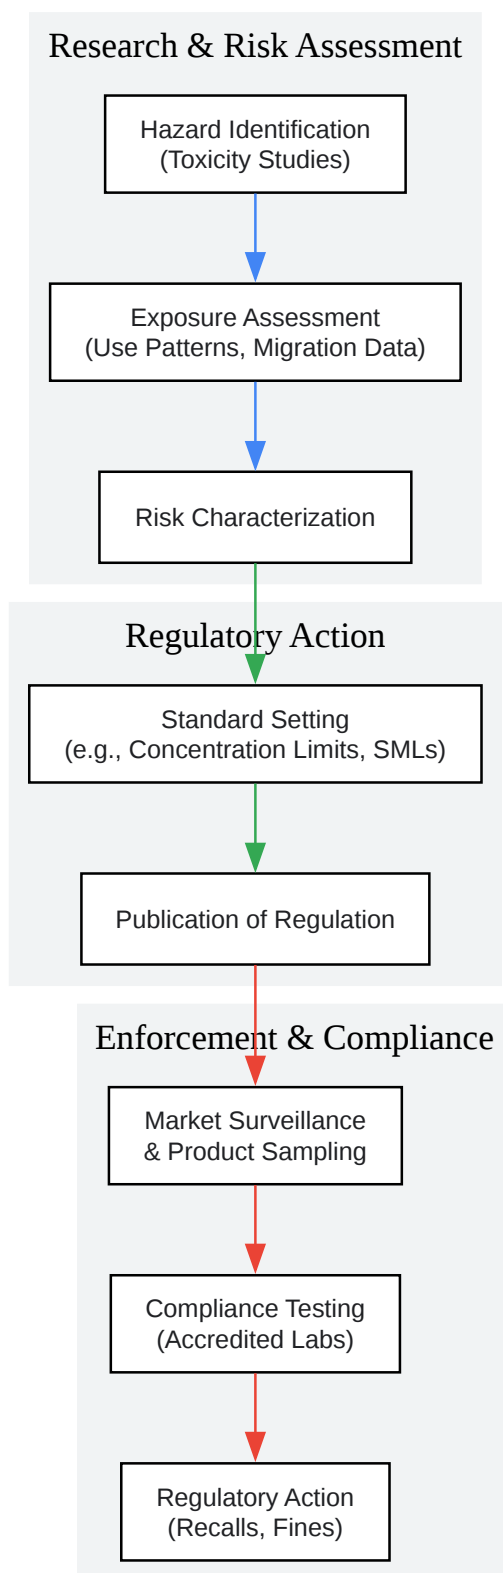 Research & Risk Assessment
Hazard Identification
(Toxicity Studies)
Exposure Assessment
(Use Patterns, Migration Data)
Risk Characterization
Regulatory Action
Standard Setting
(e.g., Concentration Limits, SMLs)
Publication of Regulation
Enforcement & Compliance
Market Surveillance
& Product Sampling
Compliance Testing
(Accredited Labs)
Regulatory Action
(Recalls, Fines)